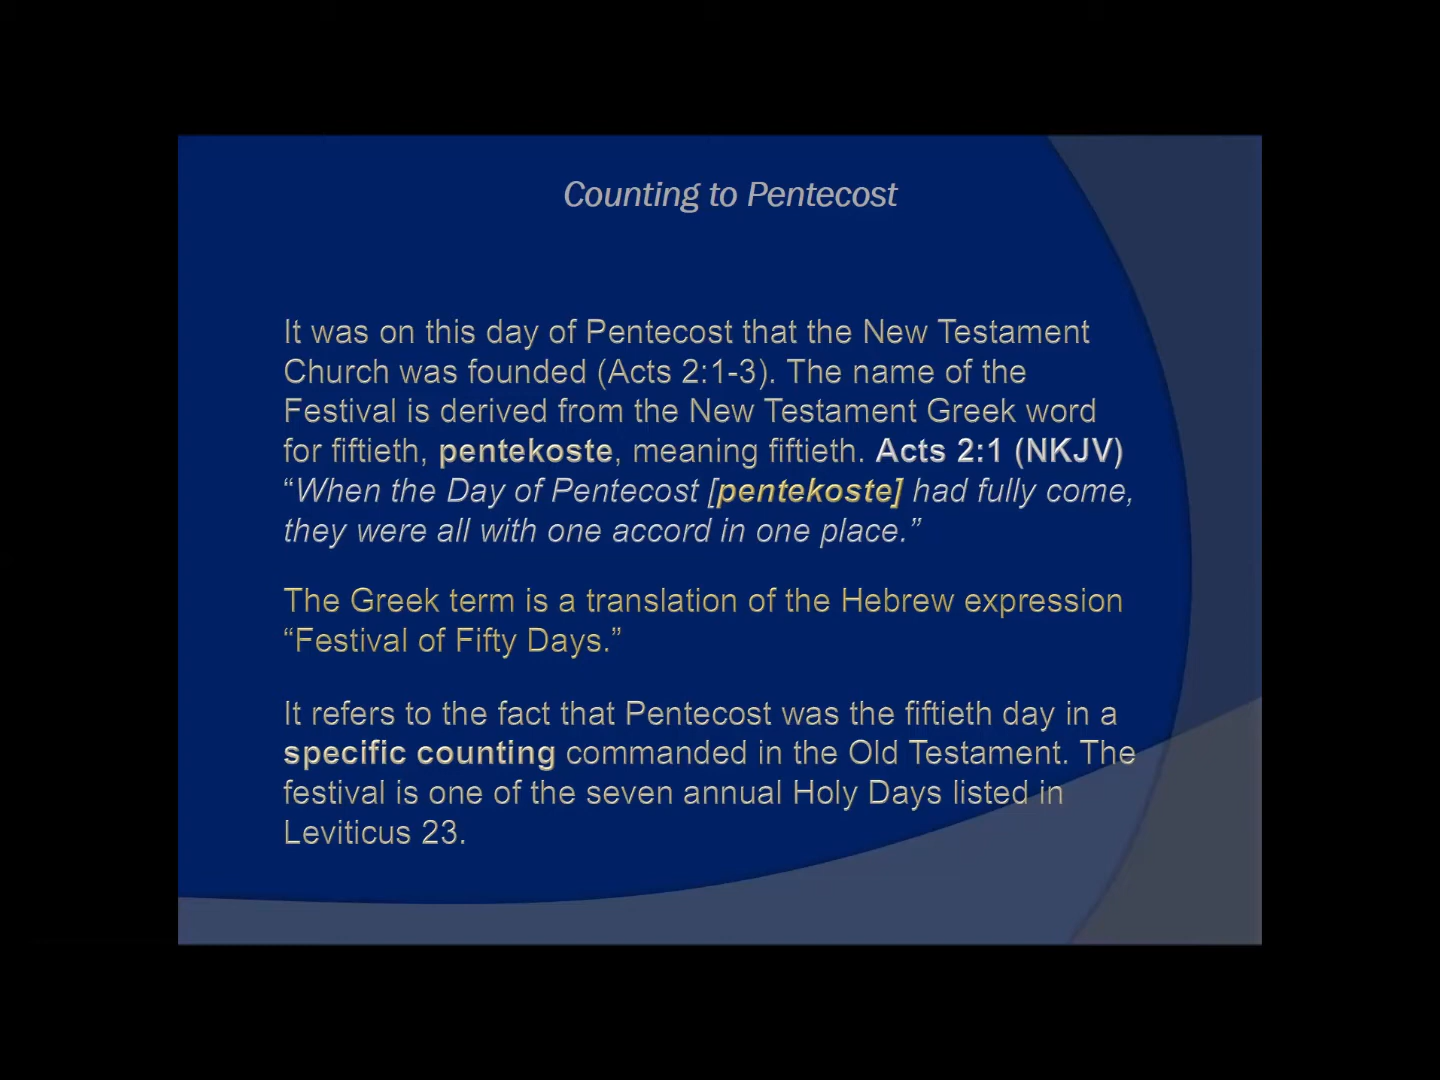 Counting to Pentecost
It was on this day of Pentecost that the New Testament
Church was founded (Acts 2:1-3). The name of the
Festival is derived from the New Testament Greek word
for fiftieth, pentekoste, meaning fiftieth. Acts 2:1 (NKJV)
“When the Day of Pentecost [pentekoste] had fully come,
they were all with one accord in one place.”
The Greek term is a translation of the Hebrew expression
“Festival of Fifty Days.”
It refers to the fact that Pentecost was the fiftieth day in a
specific counting commanded in the Old Testament. The
festival is one of the seven annual Holy Days listed in
Leviticus 23.